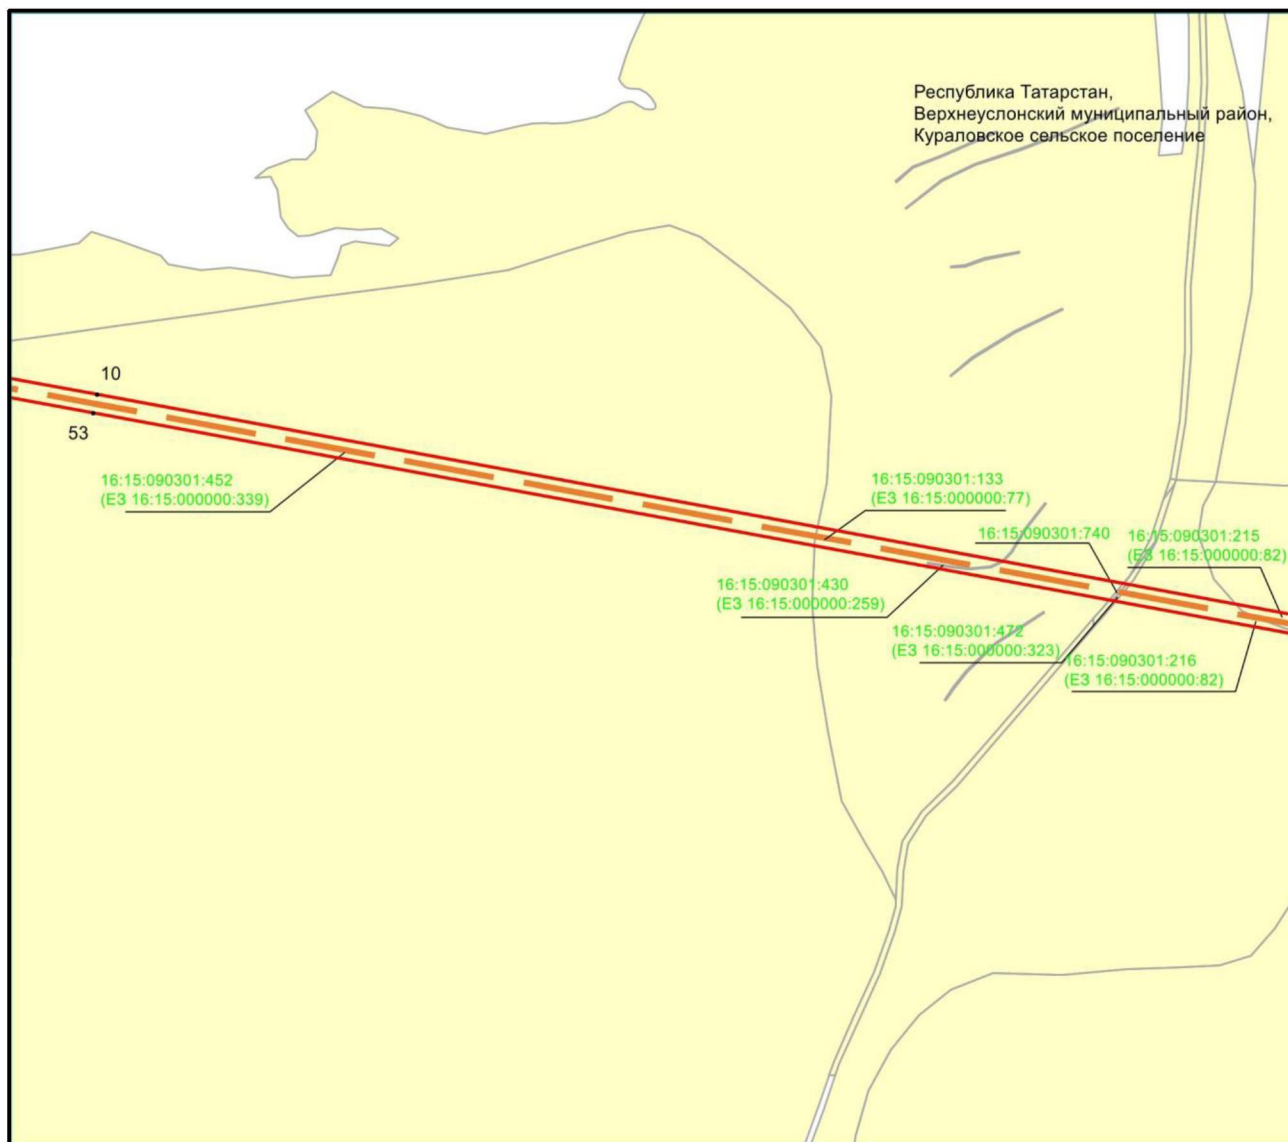 Республика Татарстан,
Верхнеуслонский муниципальный район,
Кураловское сельское поселение
10
53
16:15:090301:452
(ЕЗ 16:15:000000:339)
16:15:090301:133
(ЕЗ 16:15:000000:77)
16:15:090301:740
16:15:090301:215
(ЕЗ 16:15:000000:82)
16:15:090301:430
(ЕЗ 16:15:000000:259)
16:15:090301:472
(ЕЗ 16:15:000000:323)
16:15:090301:216
(ЕЗ 16:15:000000:82)